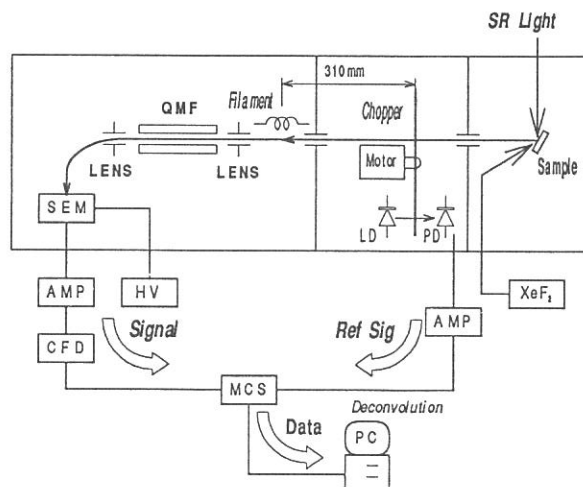 SR Light
310mm
QMF
Filament
Chopper
LENS
LENS
Motor
Sample
SEM
LD
PD
AMP
HV
XeF₂
Signal
Ref Sig
AMP
CFD
MCS
Deconvolution
Data
PC